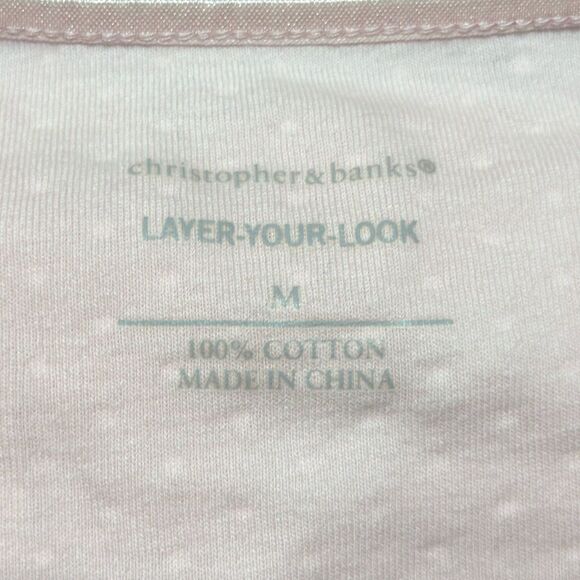 christopher & banks®
LAYER-YOUR-LOOK
M
100% COTTON
MADE IN CHINA